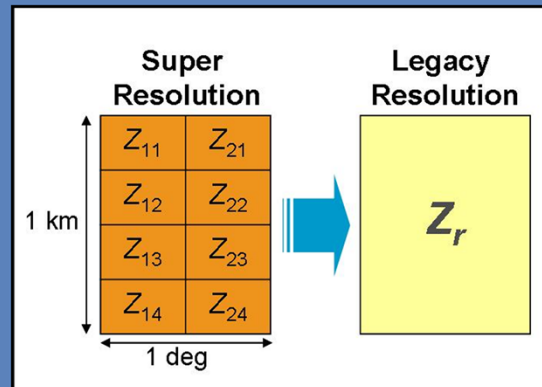 Super
Resolution
Legacy
Resolution
Z₁₁ Z₂₁
Z₁₂ Z₂₂
1 km
Z₁₃ Z₂₃
Z₁₄ Z₂₄
1 deg
Zᵣ